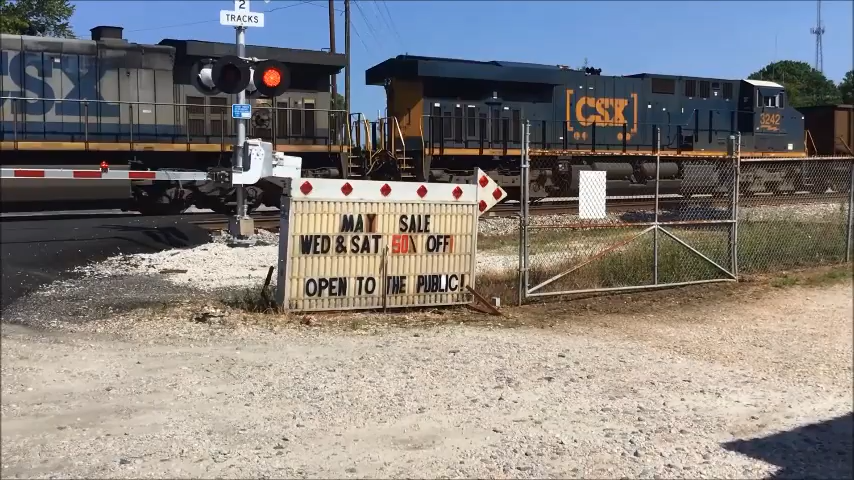 2
TRACKS
CSX
CSX
3242
MAY SALE
WED & SAT 50% OFF!
OPEN TO THE PUBLIC!